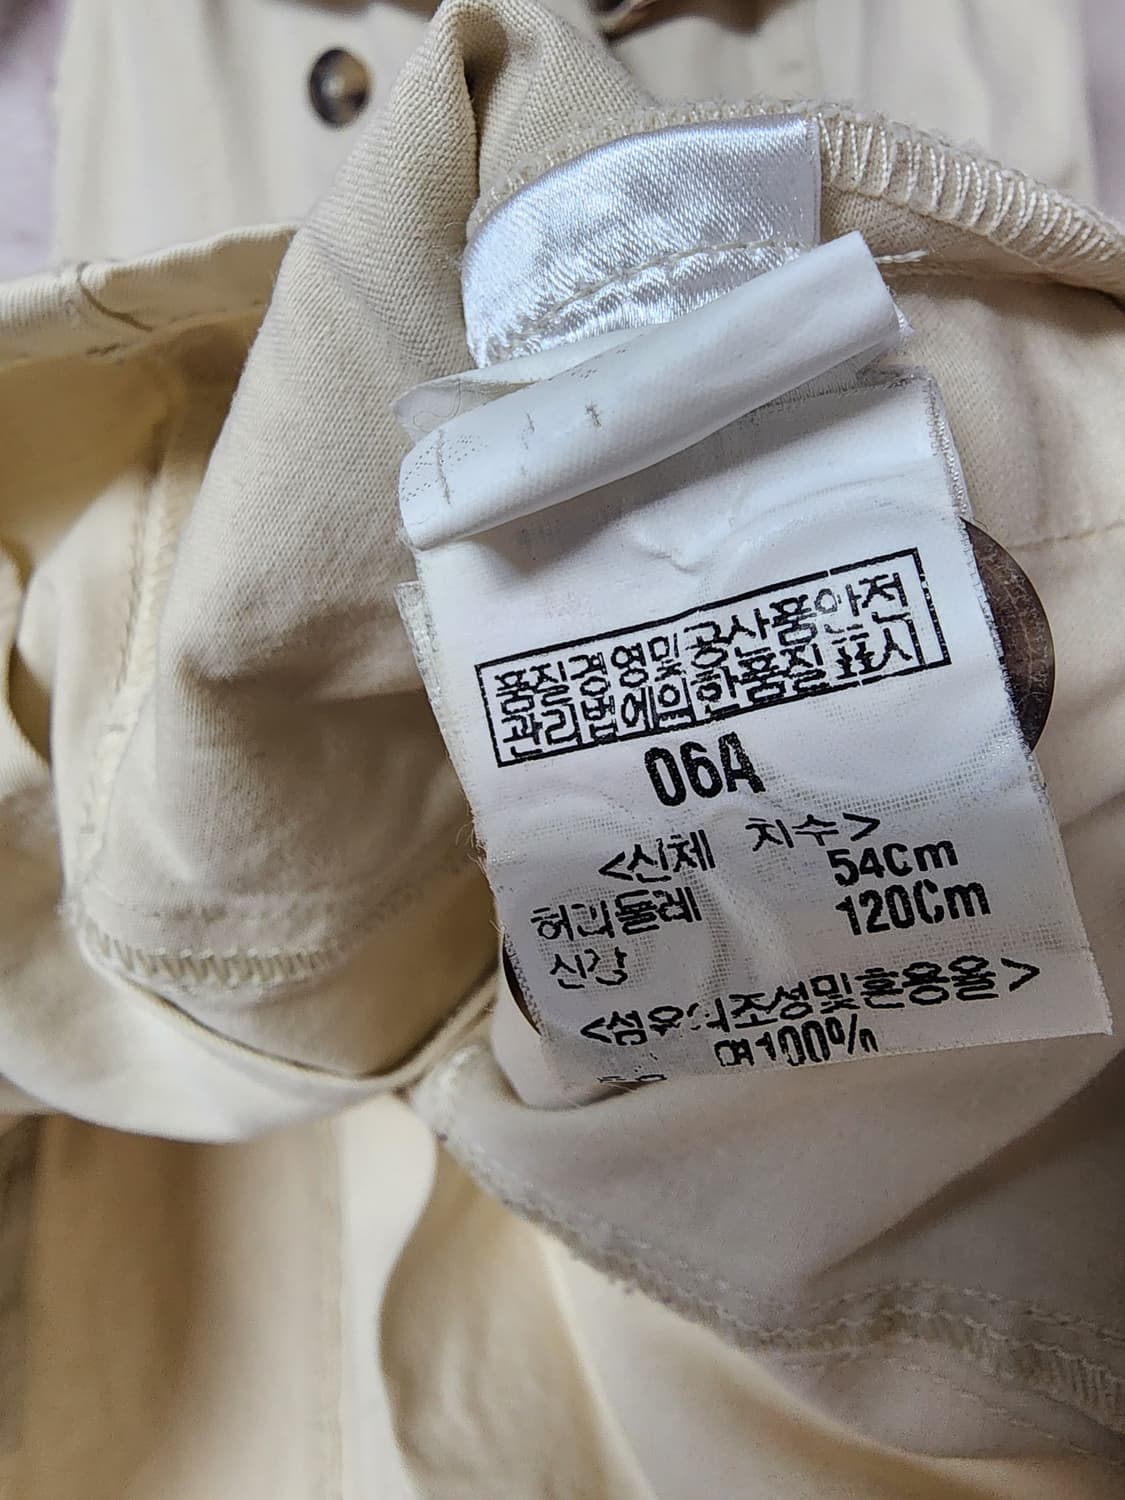 품질경영및공산품안전
관리법에의한품질표시
06A
<신체 치수>
허리둘레 54Cm
신장 120Cm
<섬유의조성및혼용율>
면100%